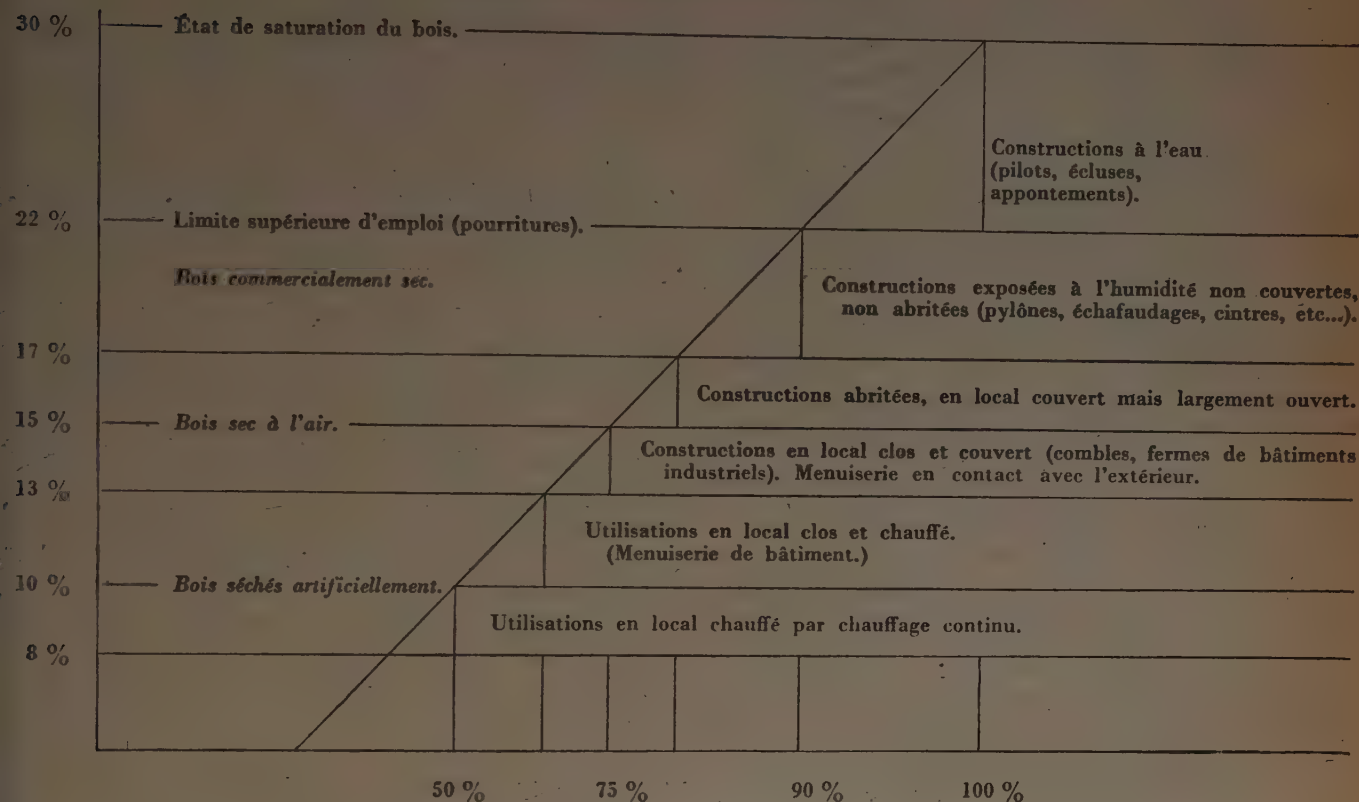 30 %
État de saturation du bois.
Constructions à l'eau
(pilots, écluses,
appontements).
22 %
Limite supérieure d'emploi (pourritures).
Bois commercialement sec.
Constructions exposées à l'humidité non couvertes,
non abritées (pylônes, échafaudages, cintres, etc...).
17 %
Constructions abritées, en local couvert mais largement ouvert.
15 %
Bois sec à l'air.
Constructions en local clos et couvert (combles, fermes de bâtiments
industriels). Menuiserie en contact avec l'extérieur.
13 %
Utilisations en local clos et chauffé.
(Menuiserie de bâtiment.)
10 %
Bois séchés artificiellement.
Utilisations en local chauffé par chauffage continu.
8 %
50 %
75 %
90 %
100 %